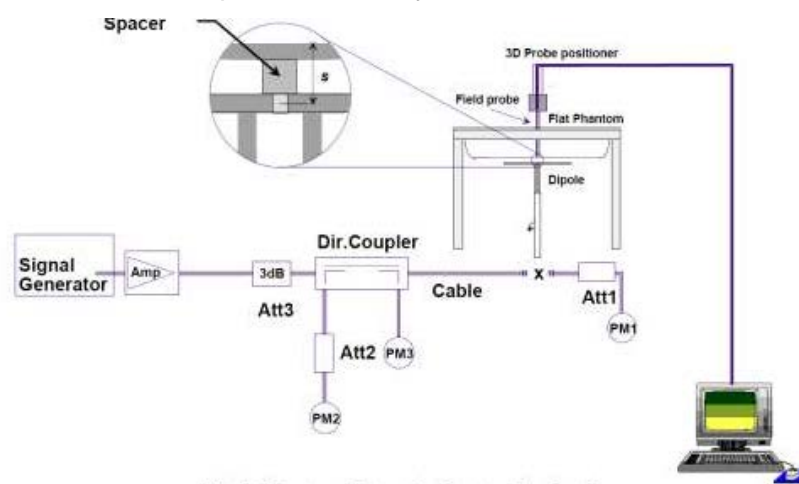 Spacer
s
3D Probe positioner
Field probe
Flat Phantom
Dipole
Signal
Generator
Amp
3dB
Att3
Dir.Coupler
Cable
x
Att1
PM1
Att2
PM3
PM2